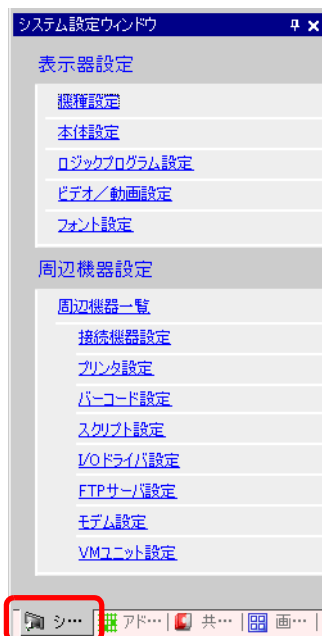 システム設定ウィンドウ
表示器設定
機種設定
本体設定
ロジックプログラム設定
ビデオ／動画設定
フォント設定
周辺機器設定
周辺機器一覧
接続機器設定
プリンタ設定
バーコード設定
スクリプト設定
I/Oドライバ設定
FTPサーバ設定
モデム設定
VMユニット設定
シ… アド… 共… 画…